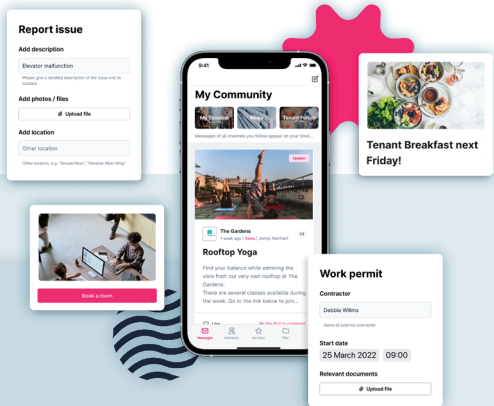 Report issue
Add description
Elevator malfunction
Please give a detailed description of the issue and its
location
Add photos / files
Upload file
Add location
Other location
Other location, e.g. "Ground floor", "Elevator West Wing"
Book a room
9:41
My Community
My Timeline
News
Tenant Forum
Messages of all channels you follow appear on your timel...
Update
The Gardens
1 week ago | News | Jenny Reinhart
Rooftop Yoga
Find your balance while admiring the
view from our very own rooftop at The
Gardens.
There are several classes available during
the week. Go to the link below to join...
Like
Be the first to comment
Messages
Members
Services
Files
Tenant Breakfast next
Friday!
Work permit
Contractor
Debbie Willms
Name of external contractor
Start date
25 March 2022 09:00
Relevant documents
Upload file